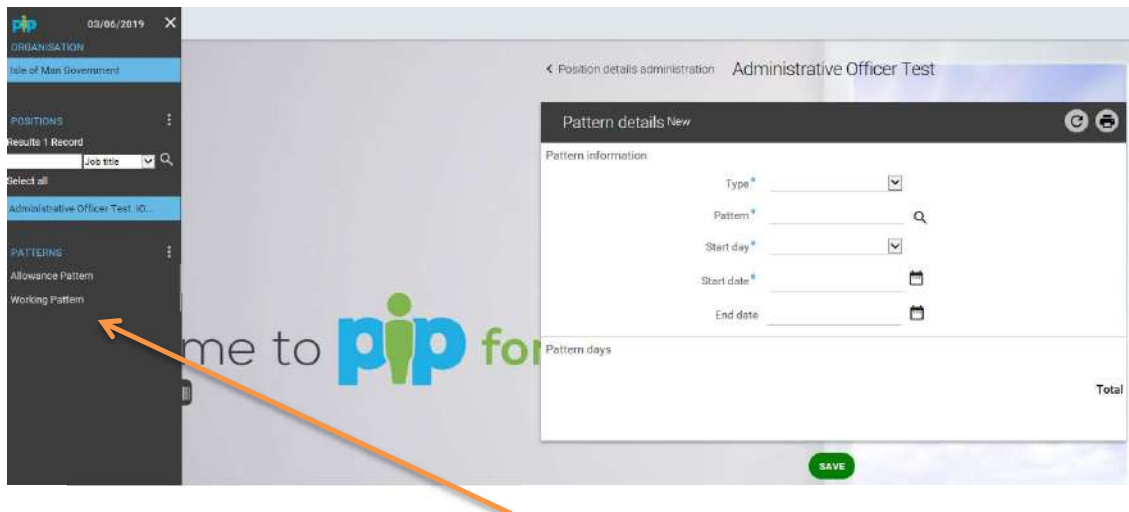 pip 03/06/2019 X
ORGANISATION
Isle of Man Government
POSITIONS
Results 1 Record
Job title
Select all
Administrative Officer Test IO...
PATTERNS
Allowance Pattern
Working Pattern
me to pip for
Position details administration Administrative Officer Test
Pattern details New
Pattern information
Type
Pattern
Start day
Start date
End date
Pattern days
Total
SAVE